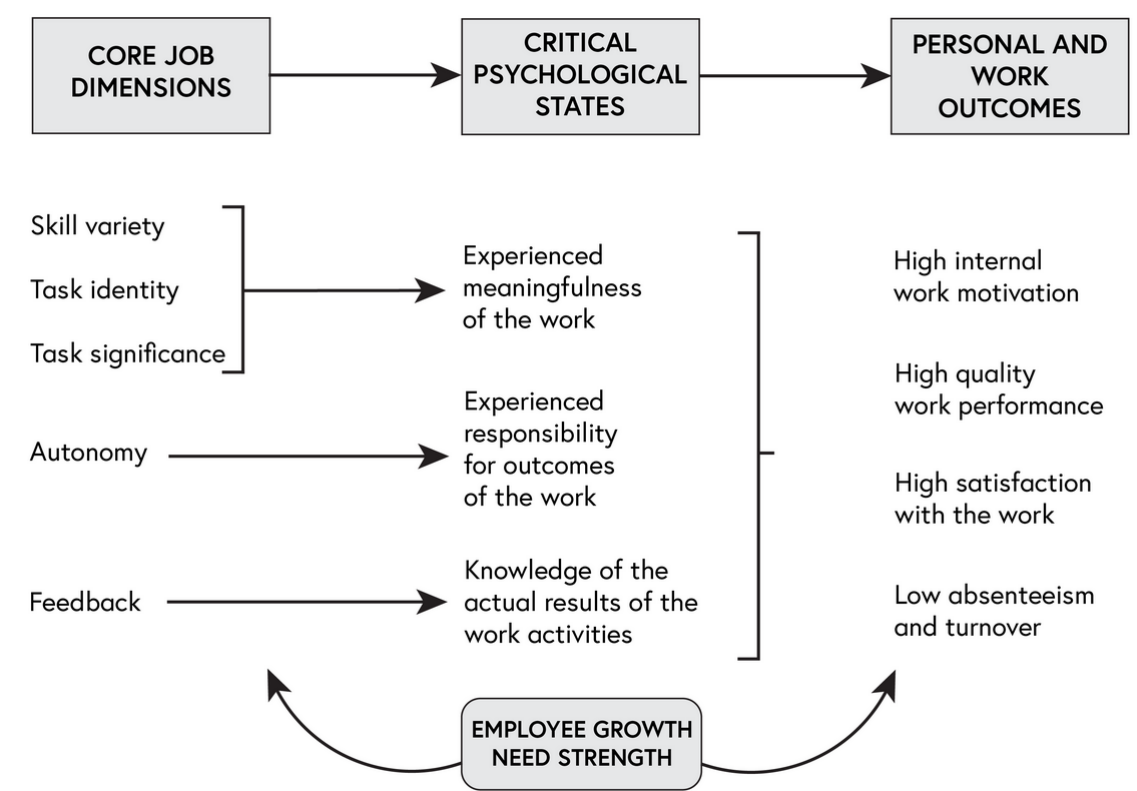 CORE JOB
DIMENSIONS
CRITICAL
PSYCHOLOGICAL
STATES
PERSONAL AND
WORK
OUTCOMES
Skill variety
Task identity
Task significance
Autonomy
Feedback
Experienced
meaningfulness
of the work
Experienced
responsibility
for outcomes
of the work
Knowledge of the
actual results of the
work activities
High internal
work motivation
High quality
work performance
High satisfaction
with the work
Low absenteeism
and turnover
EMPLOYEE GROWTH
NEED STRENGTH